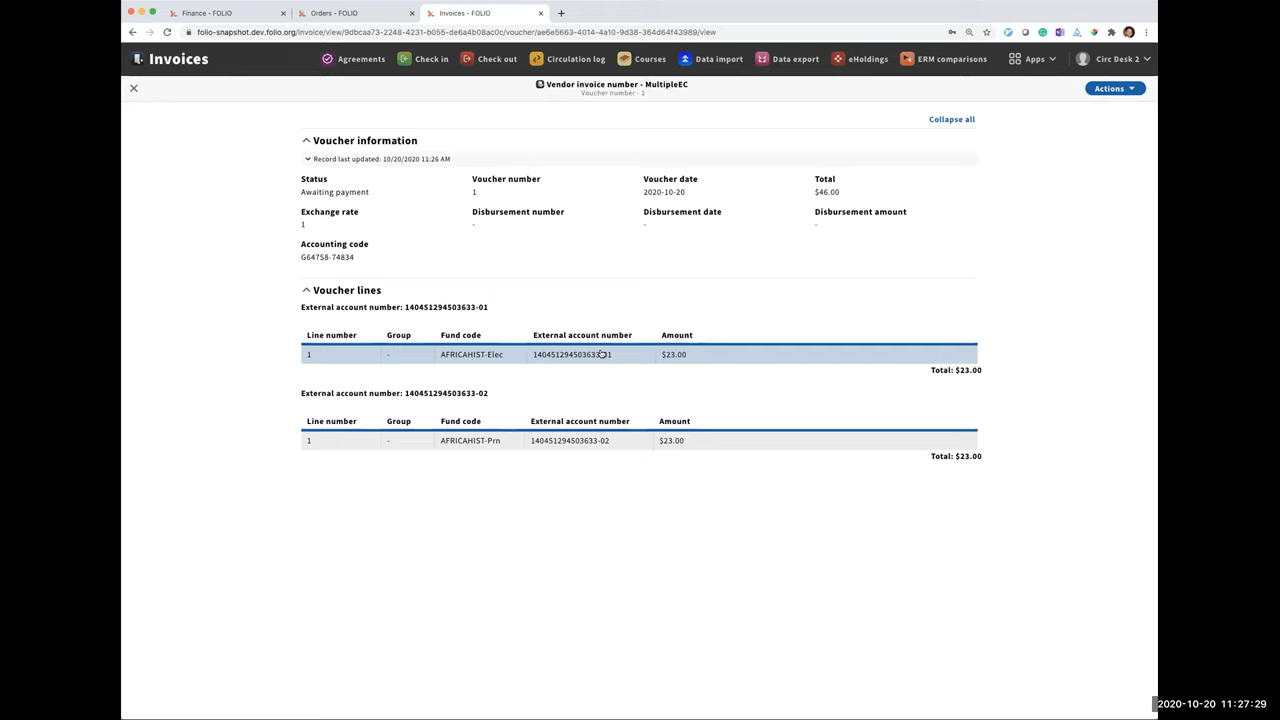 Finance - FOLIO
Orders - FOLIO
Invoices - FOLIO
folio-snapshot.dev.folio.org/invoice/view/9dbcaa73-2248-4231-b055-de6a4b08ac0c/voucher/ae6e5663-4014-4a10-9d38-364d64f43989/view
Invoices
Agreements
Check in
Check out
Circulation log
Courses
Data import
Data export
eHoldings
ERM comparisons
Apps
Circ Desk 2
Vendor invoice number - MultipleEC
Voucher number - 1
Actions
Collapse all
Voucher information
Record last updated: 10/20/2020 11:26 AM
Status Voucher number Voucher date Total
Awaiting payment 1 2020-10-20 $46.00
Exchange rate Disbursement number Disbursement date Disbursement amount
1 - - -
Accounting code
G64758-74834
Voucher lines
External account number: 140451294503633-01
Line number Group Fund code External account number Amount
1 - AFRICAHIST-Elec 140451294503633-01 $23.00
Total: $23.00
External account number: 140451294503633-02
Line number Group Fund code External account number Amount
1 - AFRICAHIST-Prn 140451294503633-02 $23.00
Total: $23.00
2020-10-20 11:27:29